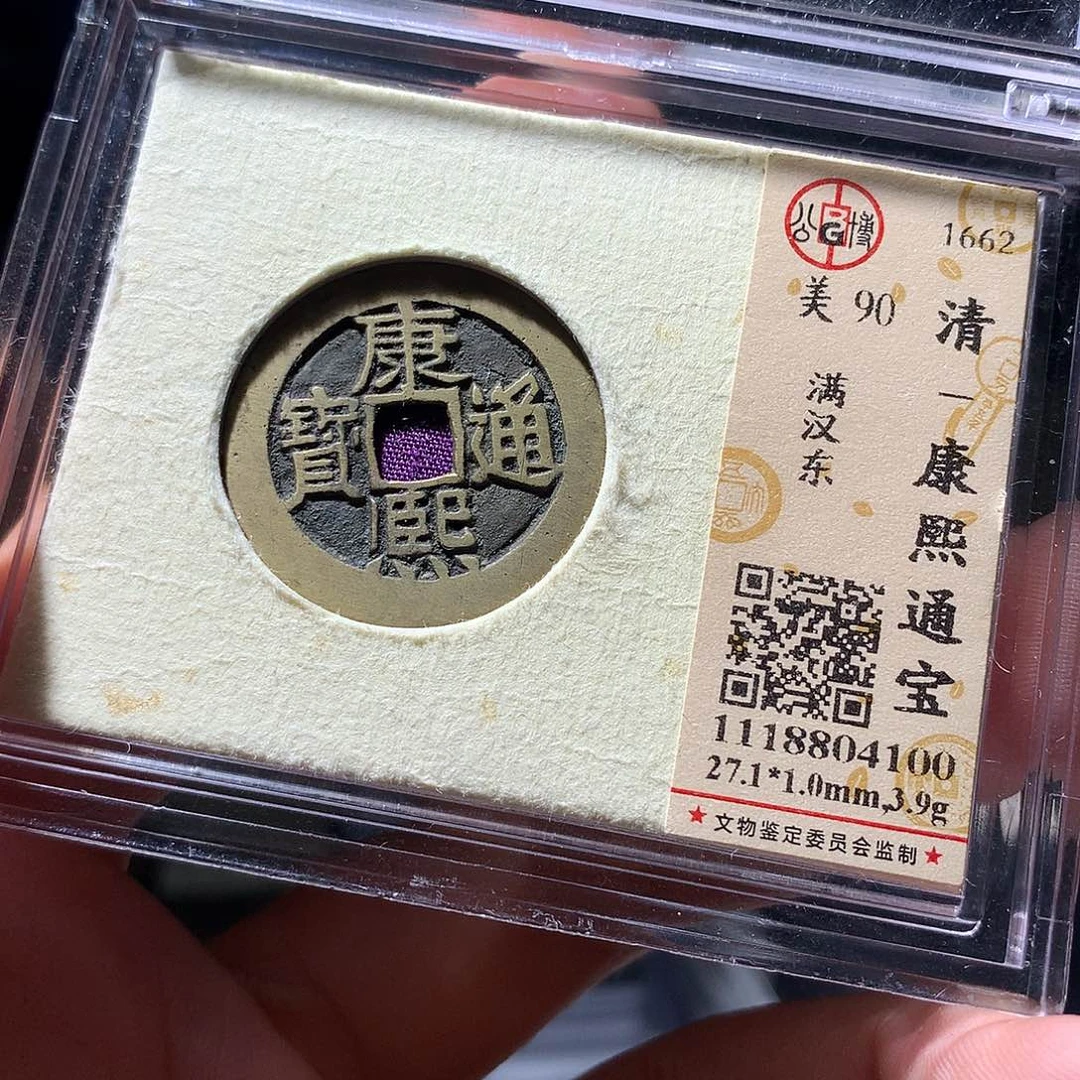 康熙通寳
公博
G
1662
美 90
清－康熙通宝
满汉东
1118804100
27.1*1.0mm,3.9g
★文物鉴定委员会监制★